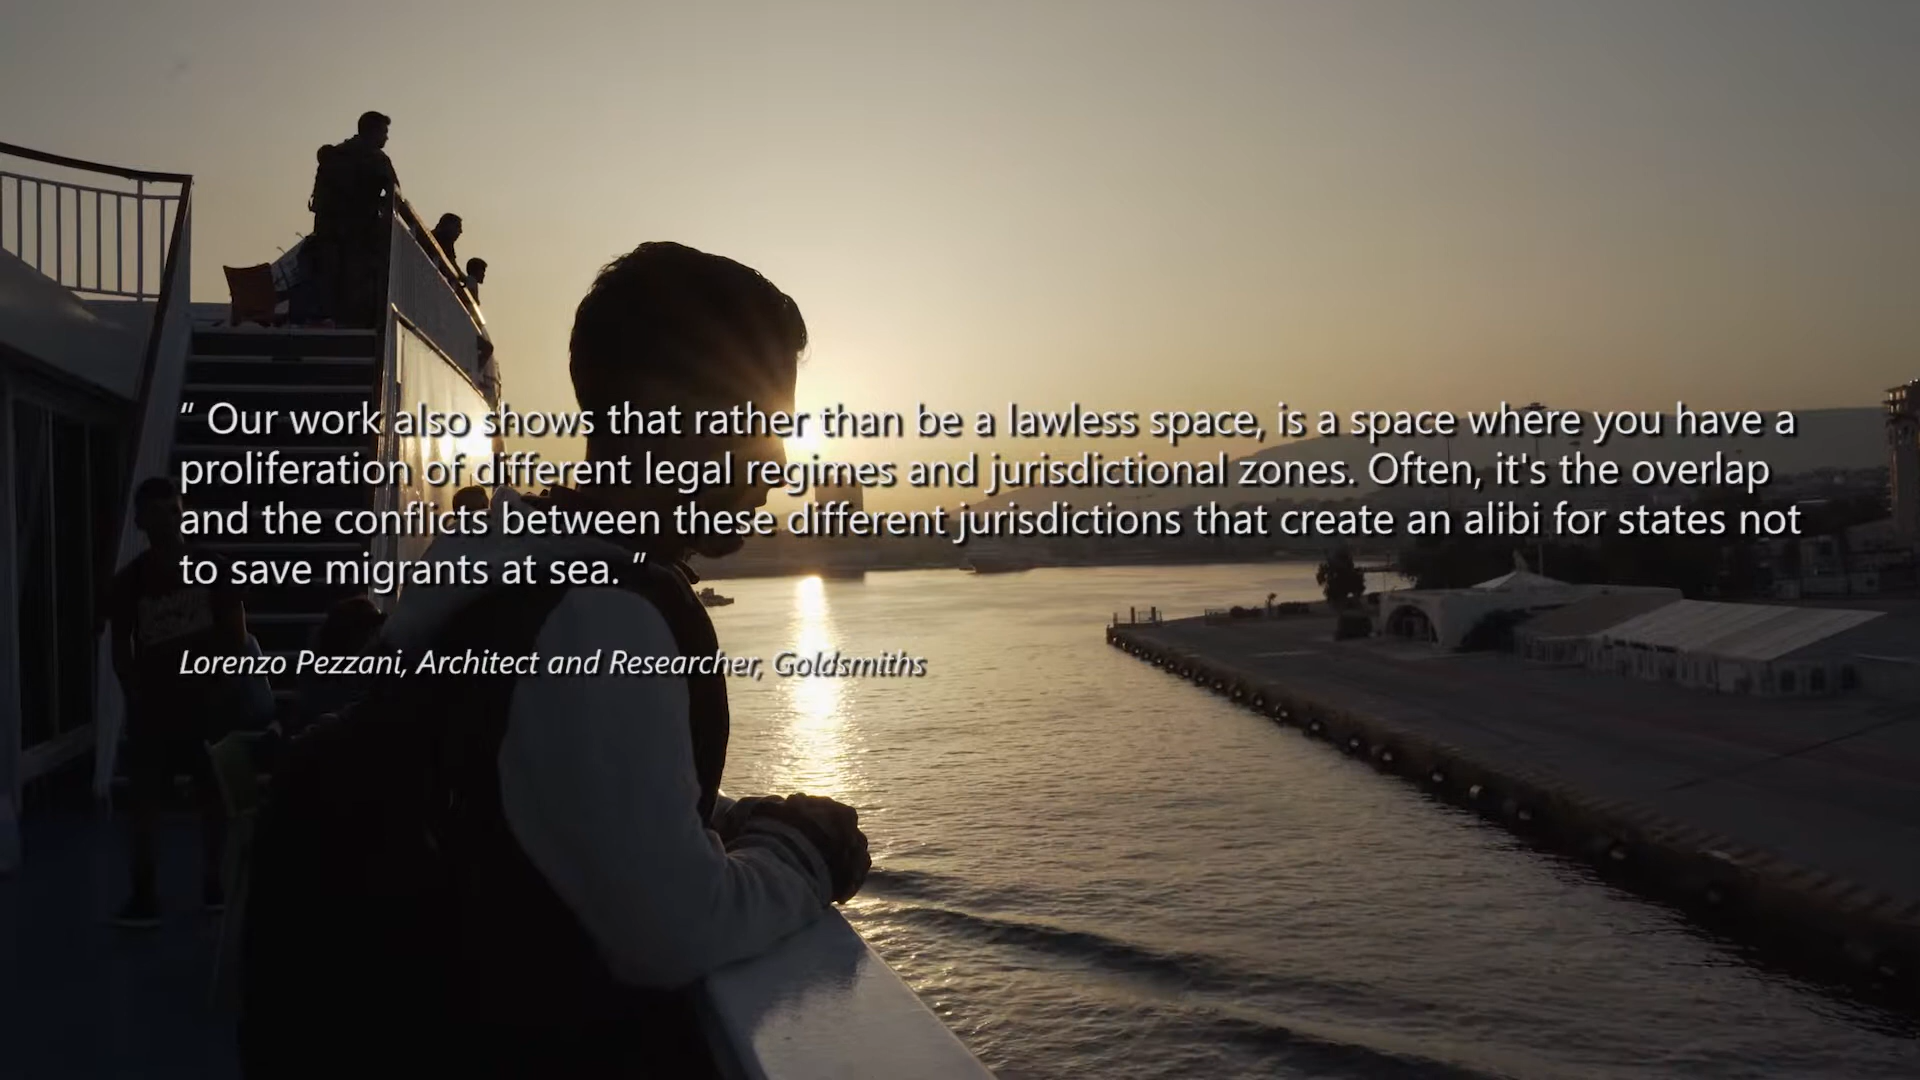 “ Our work also shows that rather than be a lawless space, is a space where you have a
proliferation of different legal regimes and jurisdictional zones. Often, it's the overlap
and the conflicts between these different jurisdictions that create an alibi for states not
to save migrants at sea. ”
Lorenzo Pezzani, Architect and Researcher, Goldsmiths